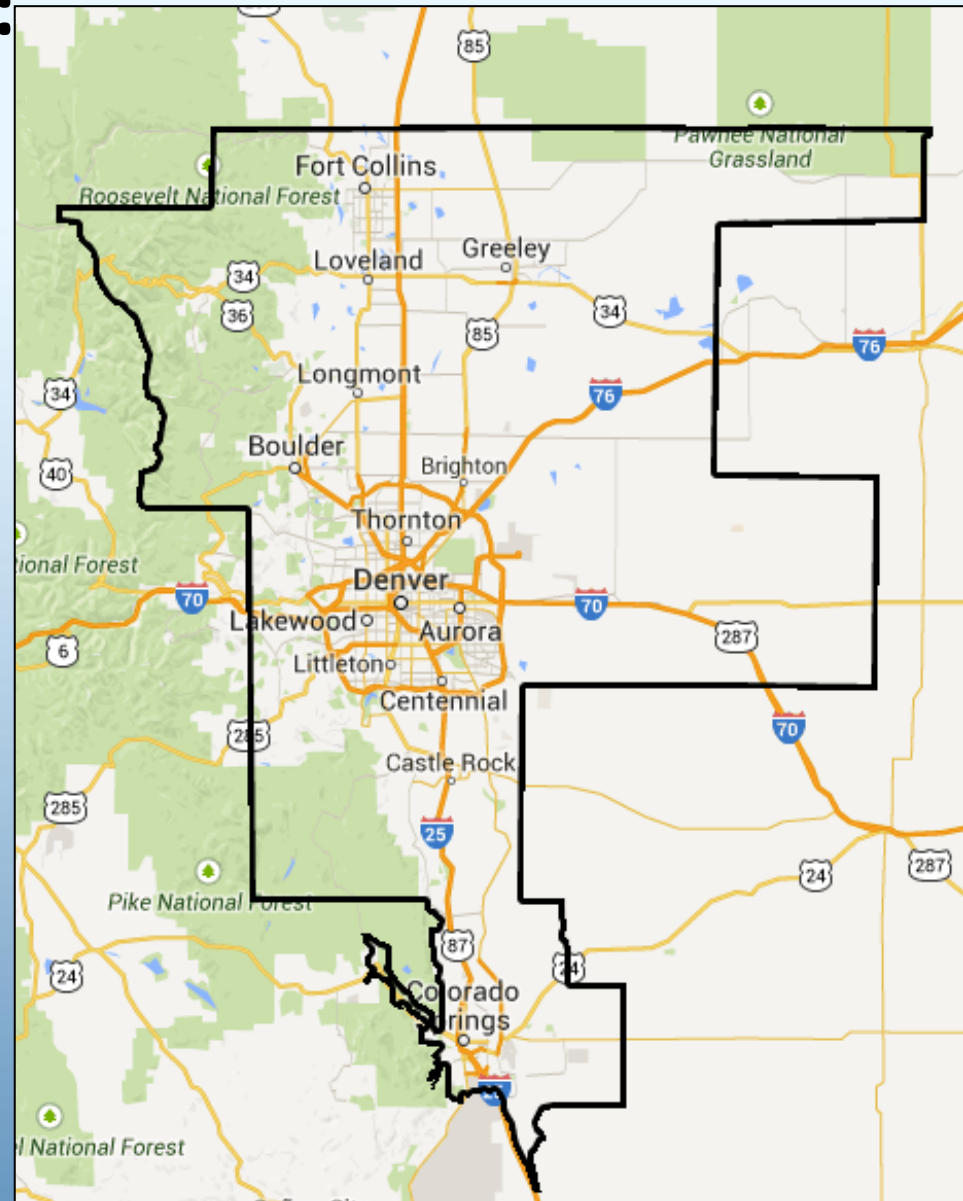 :
85
Pawnee National
Grassland
Fort Collins
Roosevelt National Forest
Greeley
Loveland
34
34
36
85
76
Longmont
76
34
Boulder
40
Brighton
Thornton
tional Forest
Denver
70
70
Lakewood
Aurora
287
6
Littleton
Centennial
285
70
Castle Rock
285
25
24
287
Pike National Forest
87
24
24
Colorado
Springs
25
l National Forest